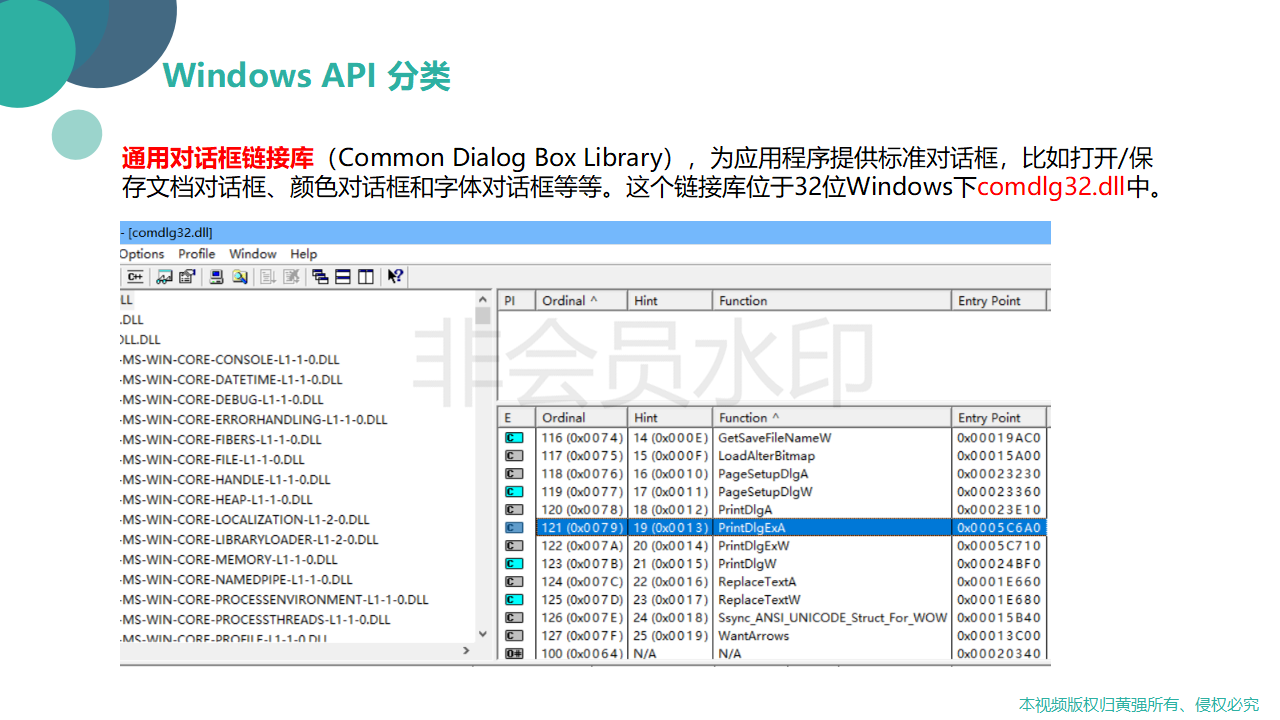 Windows API 分类
通用对话框链接库（Common Dialog Box Library），为应用程序提供标准对话框，比如打开/保
存文档对话框、颜色对话框和字体对话框等等。这个链接库位于32位Windows下comdlg32.dll中。
- [comdlg32.dll]
Options Profile Window Help
C++
LL
.DLL
DLL.DLL
-MS-WIN-CORE-CONSOLE-L1-1-0.DLL
-MS-WIN-CORE-DATETIME-L1-1-0.DLL
-MS-WIN-CORE-DEBUG-L1-1-0.DLL
-MS-WIN-CORE-ERRORHANDLING-L1-1-0.DLL
-MS-WIN-CORE-FIBERS-L1-1-0.DLL
-MS-WIN-CORE-FILE-L1-1-0.DLL
-MS-WIN-CORE-HANDLE-L1-1-0.DLL
-MS-WIN-CORE-HEAP-L1-1-0.DLL
-MS-WIN-CORE-LOCALIZATION-L1-2-0.DLL
-MS-WIN-CORE-LIBRARYLOADER-L1-2-0.DLL
-MS-WIN-CORE-MEMORY-L1-1-0.DLL
-MS-WIN-CORE-NAMEDPIPE-L1-1-0.DLL
-MS-WIN-CORE-PROCESSENVIRONMENT-L1-1-0.DLL
-MS-WIN-CORE-PROCESSTHREADS-L1-1-0.DLL
-MS-WIN-CORE-PROFILE-L1-1-0.DLL
PI Ordinal ^ Hint Function Entry Point
非会员水印
E Ordinal Hint Function ^ Entry Point
C 116 (0x0074) 14 (0x000E) GetSaveFileNameW 0x00019AC0
C 117 (0x0075) 15 (0x000F) LoadAlterBitmap 0x00015A00
C 118 (0x0076) 16 (0x0010) PageSetupDlgA 0x00023230
C 119 (0x0077) 17 (0x0011) PageSetupDlgW 0x00023360
C 120 (0x0078) 18 (0x0012) PrintDlgA 0x00023E10
C 121 (0x0079) 19 (0x0013) PrintDlgExA 0x0005C6A0
C 122 (0x007A) 20 (0x0014) PrintDlgExW 0x0005C710
C 123 (0x007B) 21 (0x0015) PrintDlgW 0x00024BF0
C 124 (0x007C) 22 (0x0016) ReplaceTextA 0x0001E660
C 125 (0x007D) 23 (0x0017) ReplaceTextW 0x0001E680
C 126 (0x007E) 24 (0x0018) Ssync_ANSI_UNICODE_Struct_For_WOW 0x00015B40
C 127 (0x007F) 25 (0x0019) WantArrows 0x00013C00
O# 100 (0x0064) N/A N/A 0x00020340
本视频版权归黄强所有、侵权必究